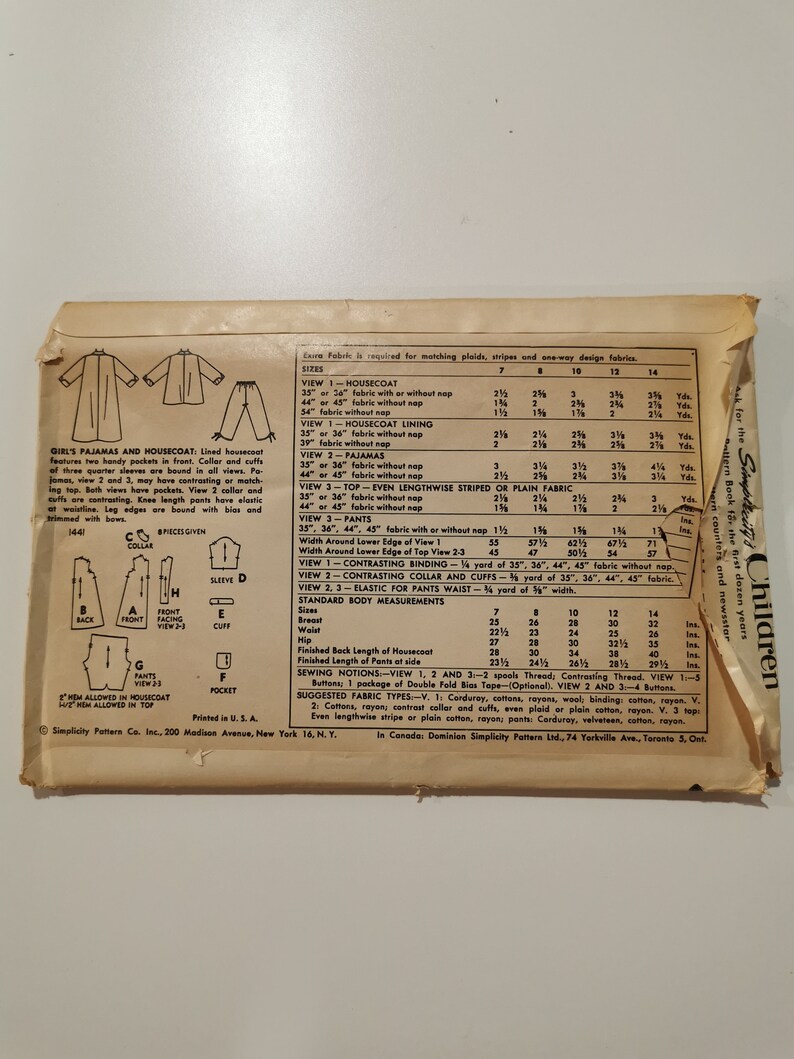 GIRL'S PAJAMAS AND HOUSECOAT: Lined housecoat
features two handy pockets in front. Collar and cuffs
of three quarter sleeves are bound in all views. Pa-
jamas, view 2 and 3, may have contrasting or match-
ing top. Both views have pockets. View 2 collar and
cuffs are contrasting. Knee length pants have elastic
at waistline. Leg edges are bound with bias and
trimmed with bows.
1441
8 PIECES GIVEN
C
COLLAR
SLEEVE D
B
BACK
A
FRONT
H
FRONT
FACING
VIEW 2-3
E
CUFF
G
PANTS
VIEW 2-3
F
POCKET
2" HEM ALLOWED IN HOUSECOAT
1-1/2" HEM ALLOWED IN TOP
Printed in U. S. A.
© Simplicity Pattern Co. Inc., 200 Madison Avenue, New York 16, N. Y.
In Canada: Dominion Simplicity Pattern Ltd., 74 Yorkville Ave., Toronto 5, Ont.
Extra Fabric is required for matching plaids, stripes and one-way design fabrics.
SIZES 7 8 10 12 14
VIEW 1 — HOUSECOAT
35" or 36" fabric with or without nap 2½ 2⅝ 3 3⅜ 3⅝ Yds.
44" or 45" fabric without nap 1¾ 2 2⅜ 2¾ 2⅞ Yds.
54" fabric without nap 1½ 1⅝ 1⅞ 2 2¼ Yds.
VIEW 1 — HOUSECOAT LINING
35" or 36" fabric without nap 2⅛ 2¼ 2⅝ 3⅛ 3⅜ Yds.
39" fabric without nap 2 2⅛ 2⅜ 2⅝ 2⅞ Yds.
VIEW 2 — PAJAMAS
35" or 36" fabric without nap 3 3¼ 3½ 3⅞ 4¼ Yds.
44" or 45" fabric without nap 2½ 2⅝ 2¾ 3⅛ 3¼ Yds.
VIEW 3 — TOP — EVEN LENGTHWISE STRIPED OR PLAIN FABRIC
35" or 36" fabric without nap 2⅛ 2¼ 2½ 2¾ 3 Yds.
44" or 45" fabric without nap 1⅝ 1¾ 1⅞ 2 2⅛ Yds.
VIEW 3 — PANTS Ins.
35", 36", 44", 45" fabric with or without nap 1½ 1⅝ 1⅝ 1¾ Ins.
Width Around Lower Edge of View 1 55 57½ 62½ 67½ 71
Width Around Lower Edge of Top View 2-3 45 47 50½ 54 57
VIEW 1 — CONTRASTING BINDING — ¼ yard of 35", 36", 44", 45" fabric without nap.
VIEW 2 — CONTRASTING COLLAR AND CUFFS — ⅜ yard of 35", 36", 44", 45" fabric.
VIEW 2, 3 — ELASTIC FOR PANTS WAIST — ¾ yard of ⅝" width.
STANDARD BODY MEASUREMENTS
Sizes 7 8 10 12 14
Breast 25 26 28 30 32 Ins.
Waist 22½ 23 24 25 26 Ins.
Hip 27 28 30 32½ 35 Ins.
Finished Back Length of Housecoat 28 30 34 38 40 Ins.
Finished Length of Pants at side 23½ 24½ 26½ 28½ 29½ Ins.
SEWING NOTIONS:—VIEW 1, 2 AND 3:—2 spools Thread; Contrasting Thread. VIEW 1:—5
Buttons; 1 package of Double Fold Bias Tape—(Optional). VIEW 2 AND 3:—4 Buttons.
SUGGESTED FABRIC TYPES:—V. 1: Corduroy, cottons, rayons, wool; binding: cotton, rayon. V.
2: Cottons, rayon; contrast collar and cuffs, even plaid or plain cotton, rayon. V. 3 top:
Even lengthwise stripe or plain cotton, rayon; pants: Corduroy, velveteen, cotton, rayon.
Children
Ask for the Simplicity's
Pattern Book for the first dozen years
counters and